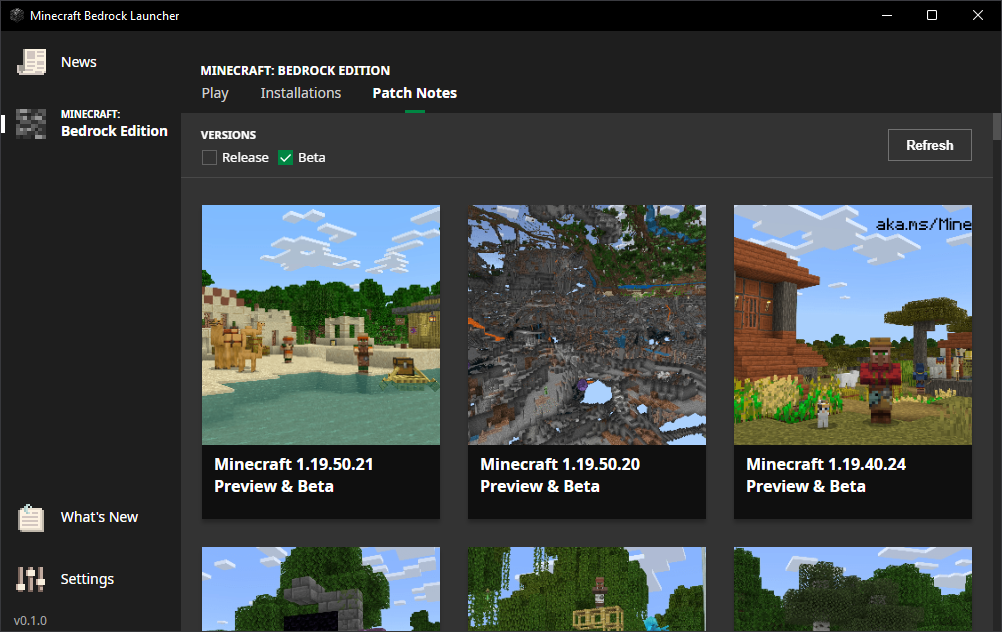 Minecraft Bedrock Launcher
News
MINECRAFT:
Bedrock Edition
What's New
Settings
v0.1.0
MINECRAFT: BEDROCK EDITION
Play Installations Patch Notes
VERSIONS
Release Beta
Refresh
aka.ms/Mine
Minecraft 1.19.50.21
Preview & Beta
Minecraft 1.19.50.20
Preview & Beta
Minecraft 1.19.40.24
Preview & Beta